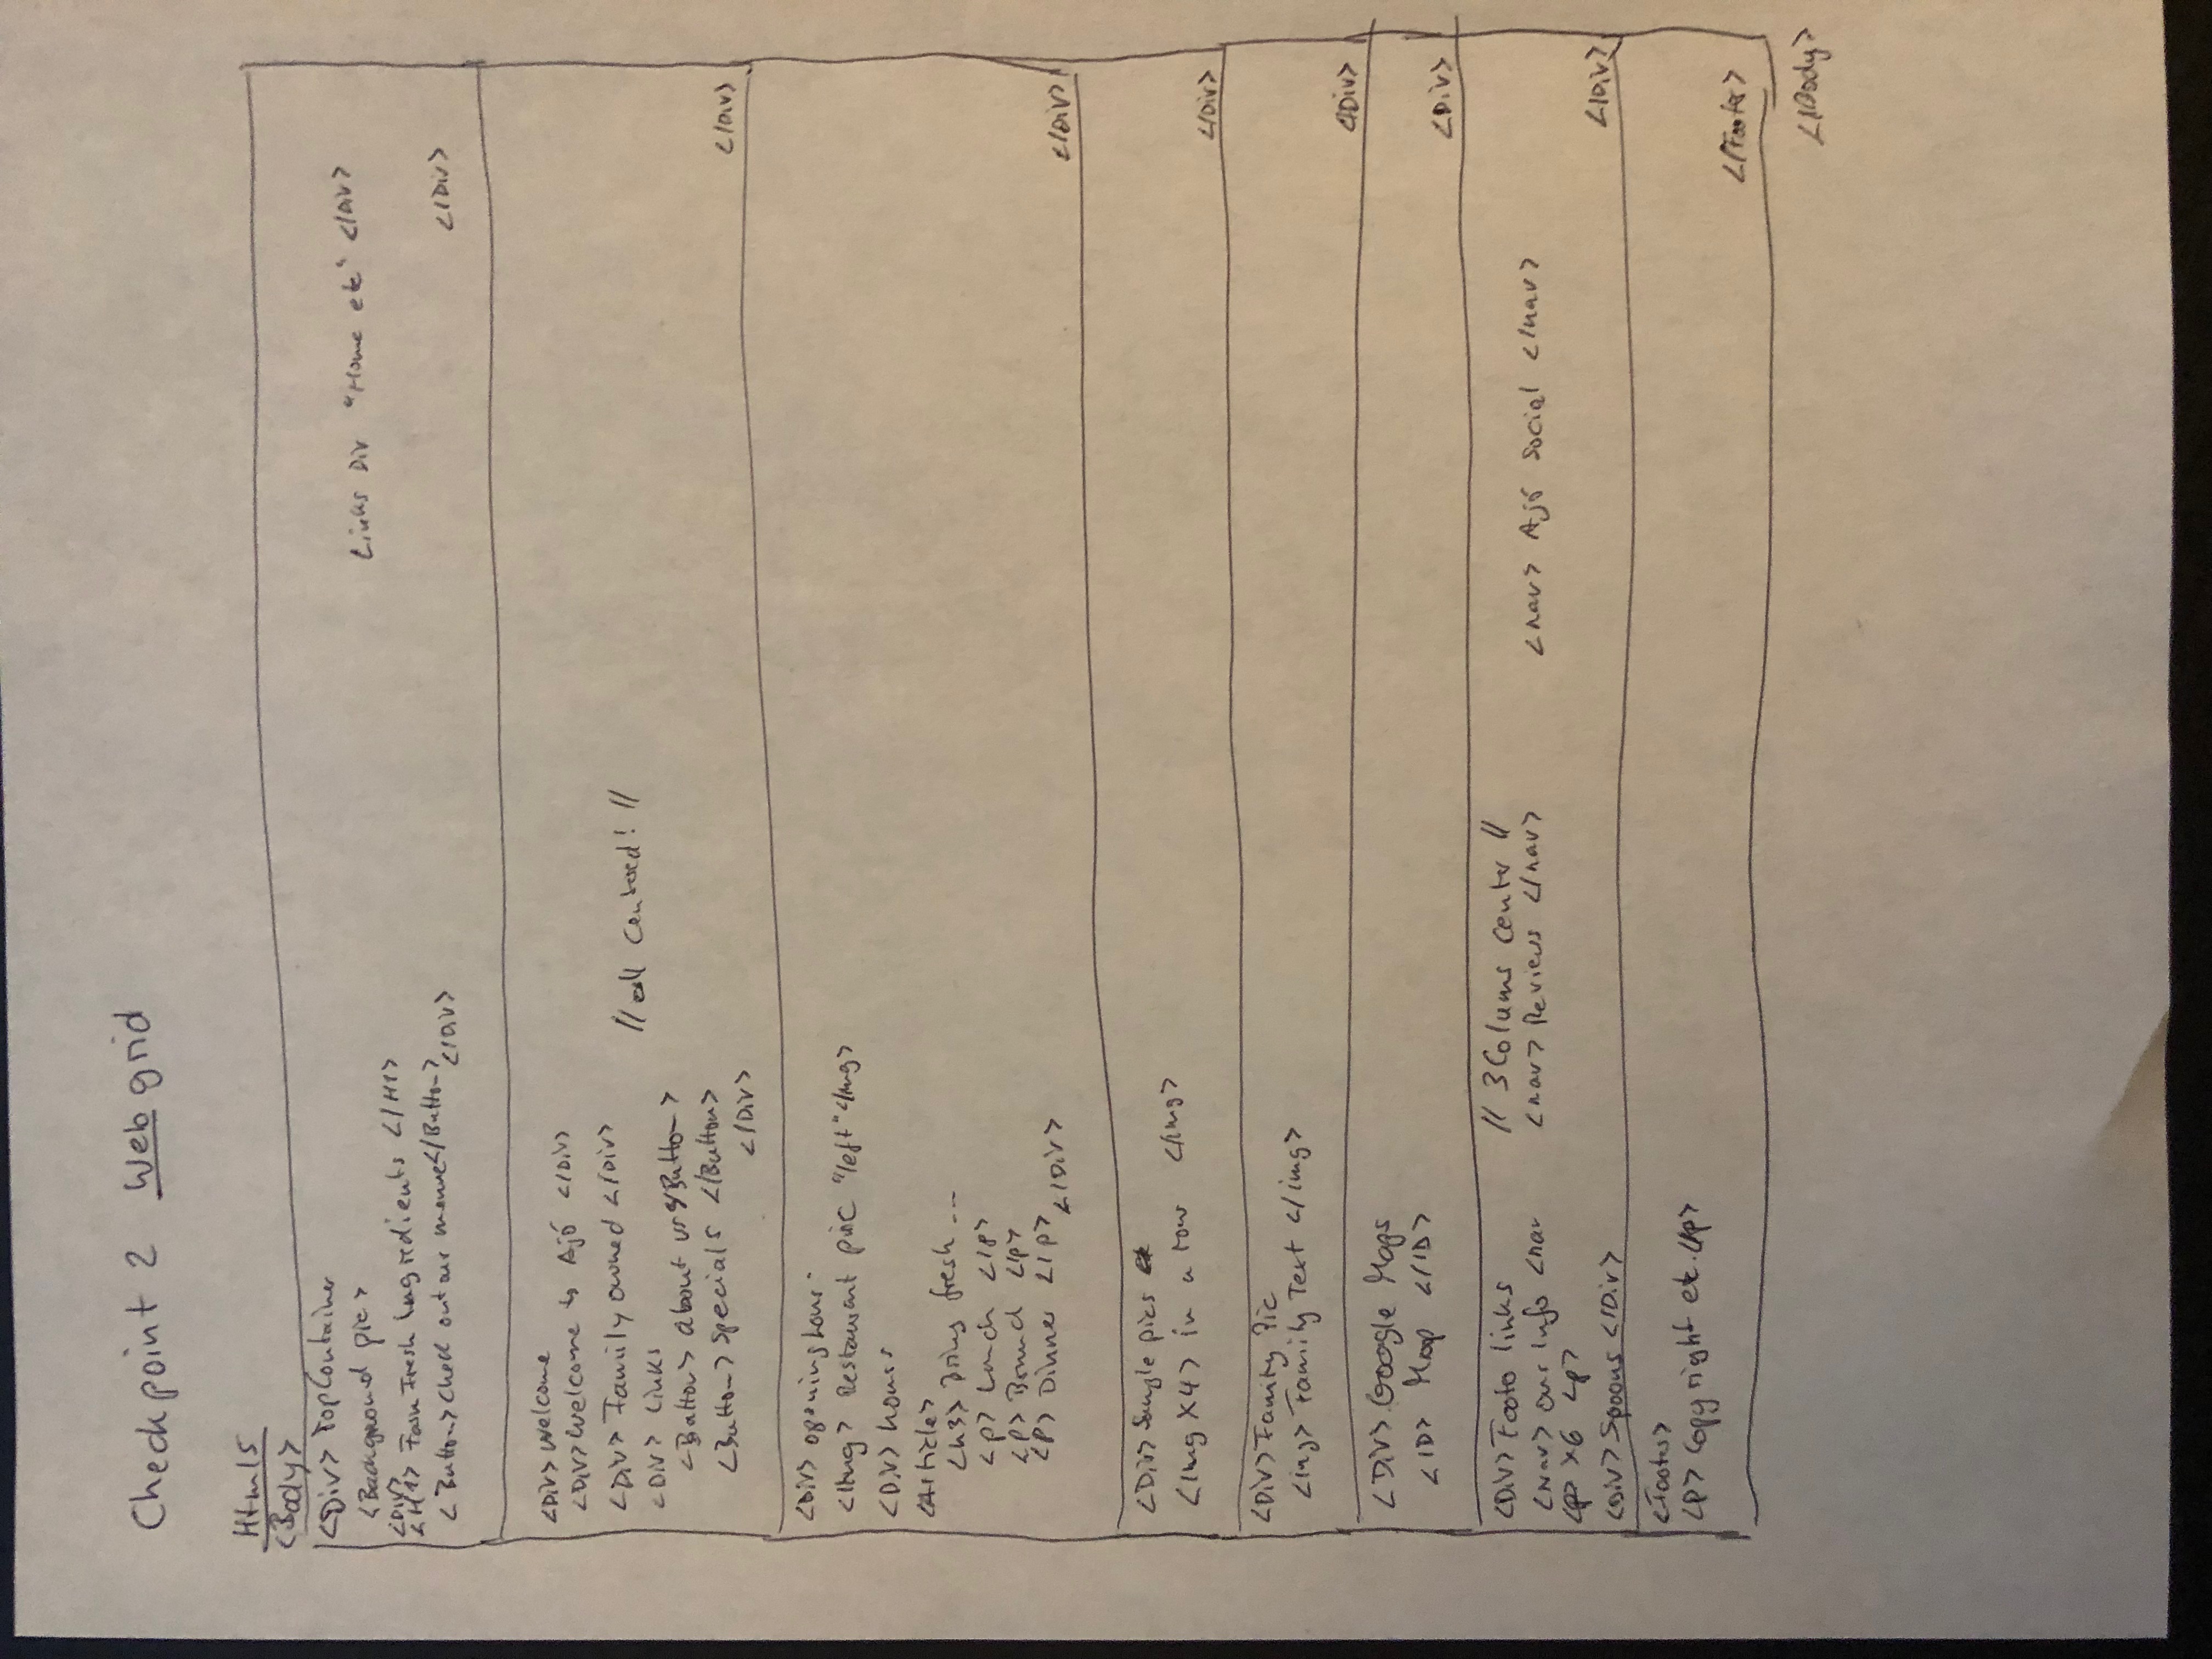 Checkpoint 2 Web grid
Html5
<Body>
<Div> TopContainer
<Background pic>
Links Div "Home etc" </Div>
<Div>
<H1> Farm Fresh Ingredients </H1>
<Button> Check out our menue</Button>
</Div>
</Div>
<Div> Welcome
<Div> Welcome to Ajó </Div>
<Div> Family owned </Div>
// all Centered! //
<Div> Links
<Button> About us </Button>
<Button> Specials </Button>
</Div>
</Div>
<Div> opening hours
<Img> Restaurant pic "left" </Img>
<Div> hours
<Article>
<h3> Bring fresh ...
<p> Lunch </p>
<p> Brunch </p>
<p> Dinner </p>
</Div>
</Div>
<Div> pics
<Img X4> in a row </Img>
</Div>
<Div> Family Pic
<img> Family Text </img>
</Div>
<Div> Google Maps
<ID> Map </ID>
<Div>
<Div> Footo links // 3 Colums center //
<Nav> our Info <nav <nav> Reviews </nav> <nav> Ajó Social </nav>
<p> x6 <p>
<Div> Spoons </Div>
</Div>
<Footer>
<P> Copyright etc. </p>
</Footer>
</Body>